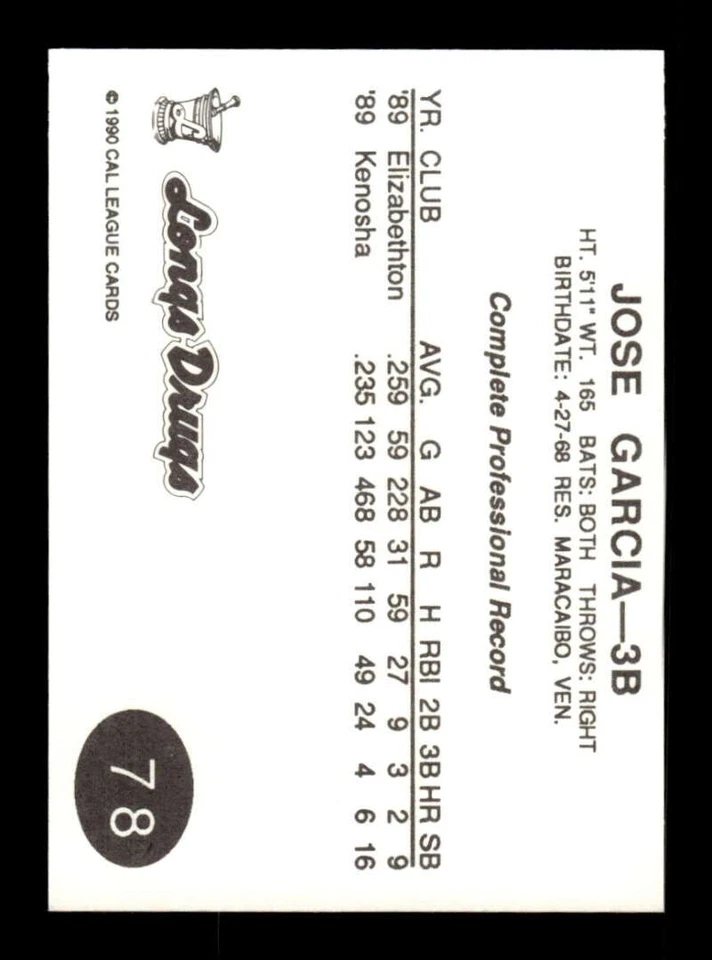 JOSE GARCIA—3B
HT. 5'11" WT. 165 BATS: BOTH THROWS: RIGHT
BIRTHDATE: 4-27-68 RES. MARACAIBO, VEN.
Complete Professional Record
YR. CLUB AVG. G AB R H RBI 2B 3B HR SB
'89 Elizabethton .259 59 228 31 59 27 9 3 2 9
'89 Kenosha .235 123 468 58 110 49 24 4 6 16
Longs Drugs
© 1990 CAL LEAGUE CARDS
78